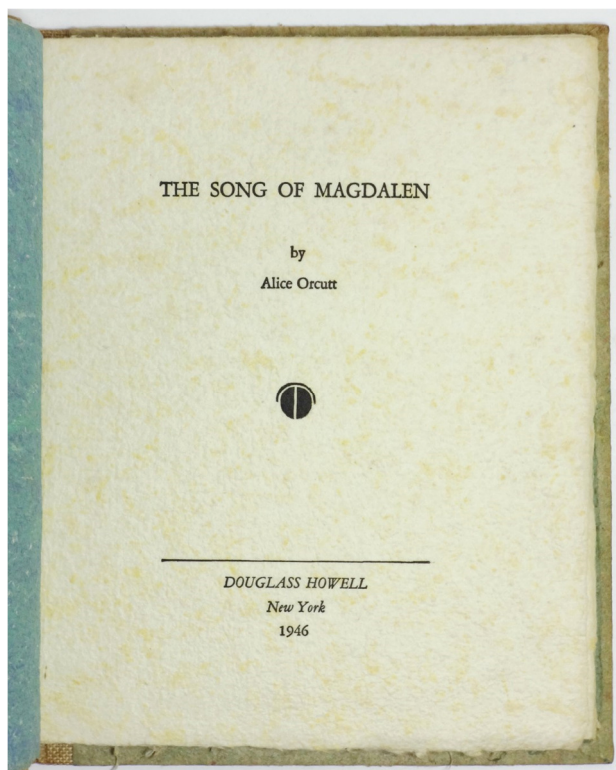 THE SONG OF MAGDALEN
by
Alice Orcutt
DOUGLASS HOWELL
New York
1946